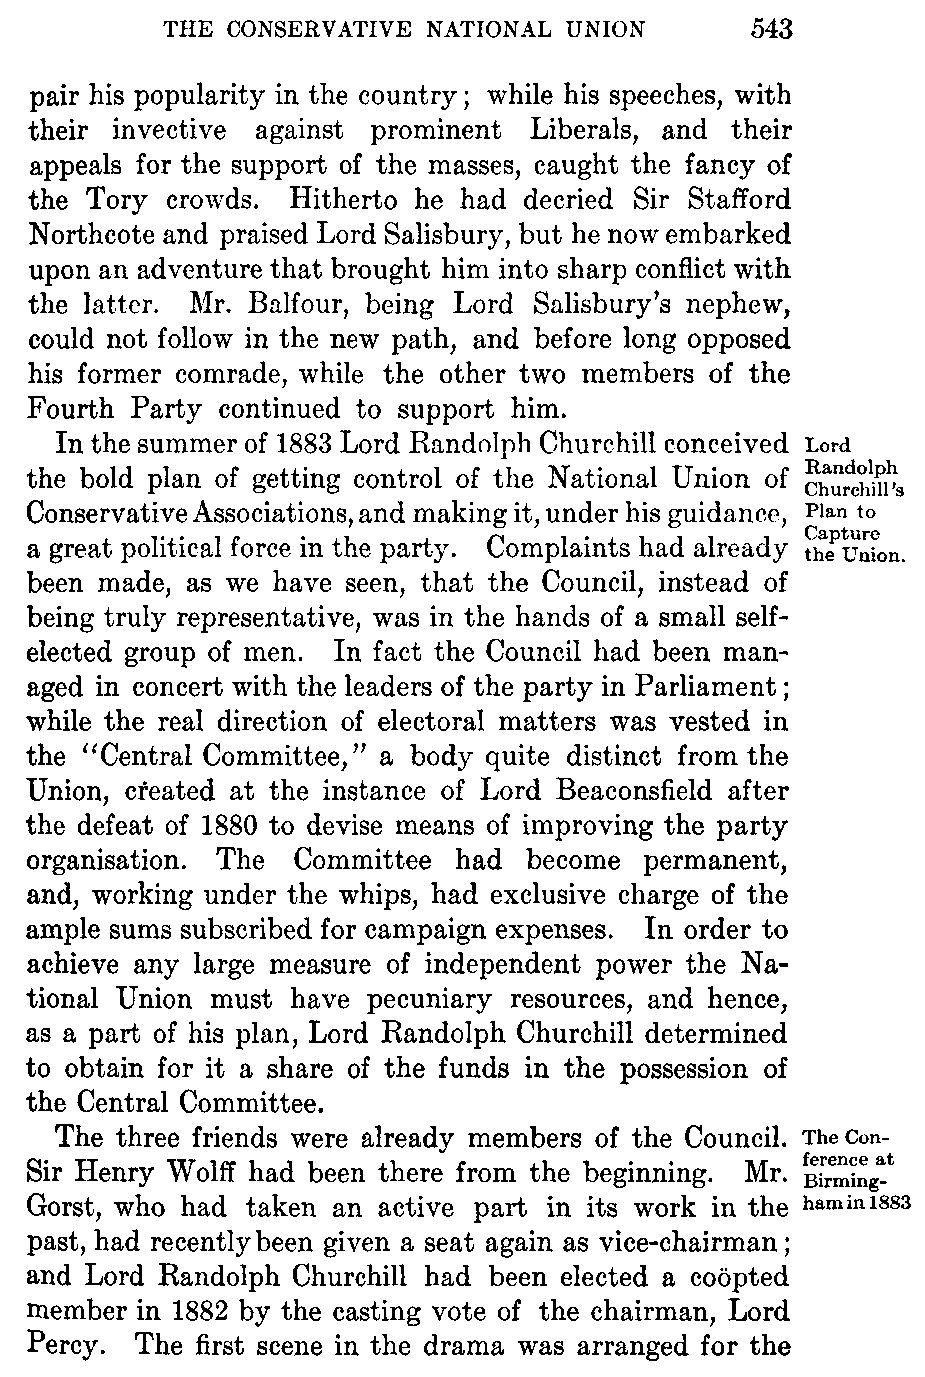 THE CONSERVATIVE NATIONAL UNION 543
pair his popularity in the country; while his speeches, with
their invective against prominent Liberals, and their
appeals for the support of the masses, caught the fancy of
the Tory crowds. Hitherto he had decried Sir Stafford
Northcote and praised Lord Salisbury, but he now embarked
upon an adventure that brought him into sharp conflict with
the latter. Mr. Balfour, being Lord Salisbury's nephew,
could not follow in the new path, and before long opposed
his former comrade, while the other two members of the
Fourth Party continued to support him.
In the summer of 1883 Lord Randolph Churchill conceived
the bold plan of getting control of the National Union of
Conservative Associations, and making it, under his guidance,
a great political force in the party. Complaints had already
been made, as we have seen, that the Council, instead of
being truly representative, was in the hands of a small self-
elected group of men. In fact the Council had been man-
aged in concert with the leaders of the party in Parliament;
while the real direction of electoral matters was vested in
the "Central Committee," a body quite distinct from the
Union, created at the instance of Lord Beaconsfield after
the defeat of 1880 to devise means of improving the party
organisation. The Committee had become permanent,
and, working under the whips, had exclusive charge of the
ample sums subscribed for campaign expenses. In order to
achieve any large measure of independent power the Na-
tional Union must have pecuniary resources, and hence,
as a part of his plan, Lord Randolph Churchill determined
to obtain for it a share of the funds in the possession of
the Central Committee.
The three friends were already members of the Council.
Sir Henry Wolff had been there from the beginning. Mr.
Gorst, who had taken an active part in its work in the
past, had recently been given a seat again as vice-chairman;
and Lord Randolph Churchill had been elected a coöpted
member in 1882 by the casting vote of the chairman, Lord
Percy. The first scene in the drama was arranged for the
Lord
Randolph
Churchill's
Plan to
Capture
the Union.
The Con-
ference at
Birming-
ham in 1883